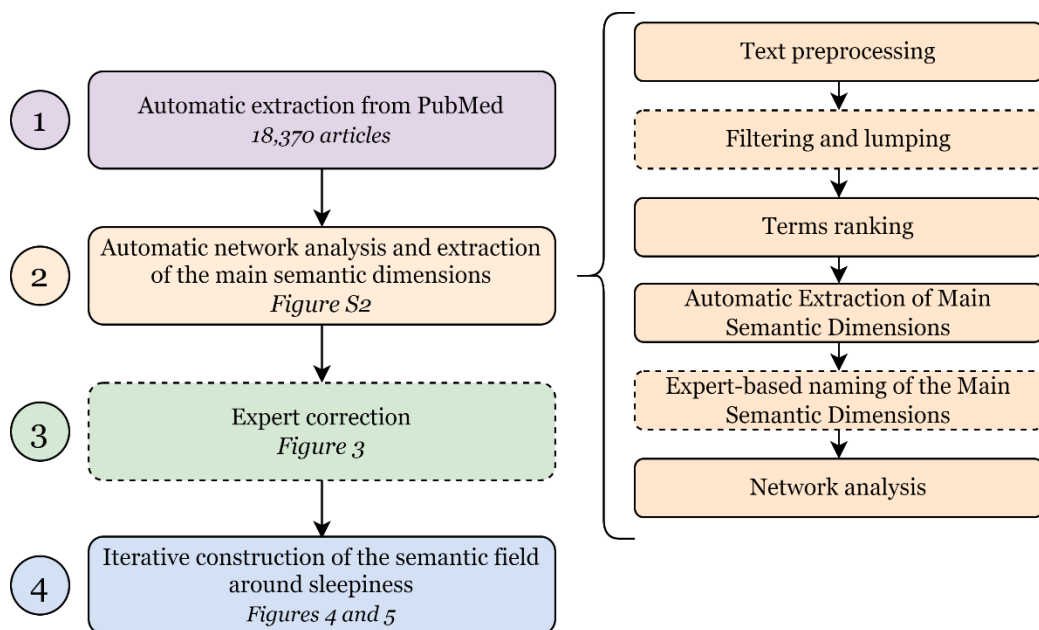 1
Automatic extraction from PubMed
18,370 articles
2
Automatic network analysis and extraction
of the main semantic dimensions
Figure S2
3
Expert correction
Figure 3
4
Iterative construction of the semantic field
around sleepiness
Figures 4 and 5
Text preprocessing
Filtering and lumping
Terms ranking
Automatic Extraction of Main
Semantic Dimensions
Expert-based naming of the Main
Semantic Dimensions
Network analysis